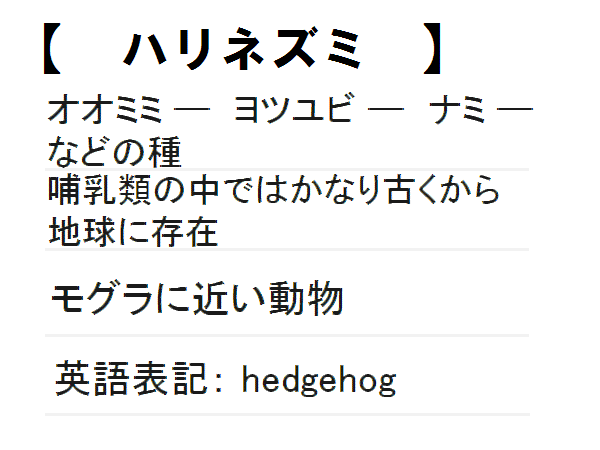 【　ハリネズミ　】
オオミミ ―　ヨツユビ ―　ナミ ―
などの種
哺乳類の中ではかなり古くから
地球に存在
モグラに近い動物
英語表記： hedgehog